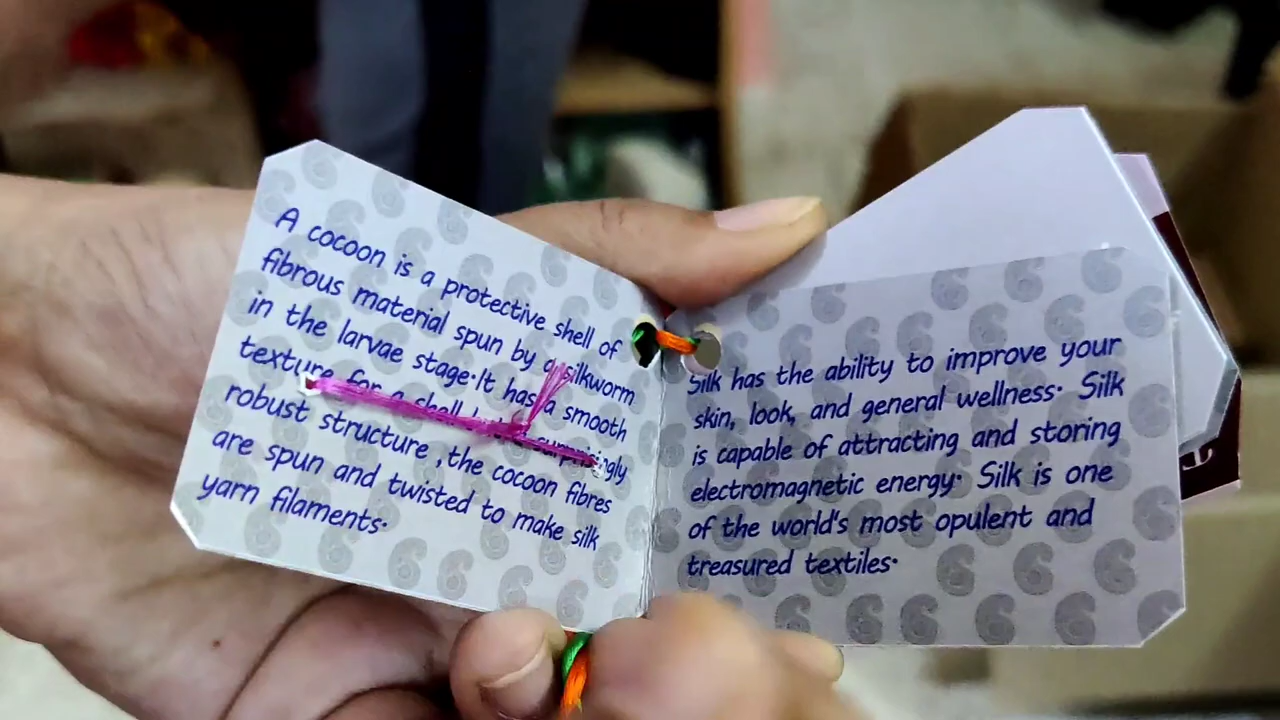 A cocoon is a protective shell of
fibrous material spun by a silkworm
in the larvae stage.It has a smooth
texture for a shell but a surprisingly
robust structure ,the cocoon fibres
are spun and twisted to make silk
yarn filaments.
Silk has the ability to improve your
skin, look, and general wellness. Silk
is capable of attracting and storing
electromagnetic energy. Silk is one
of the world's most opulent and
treasured textiles.